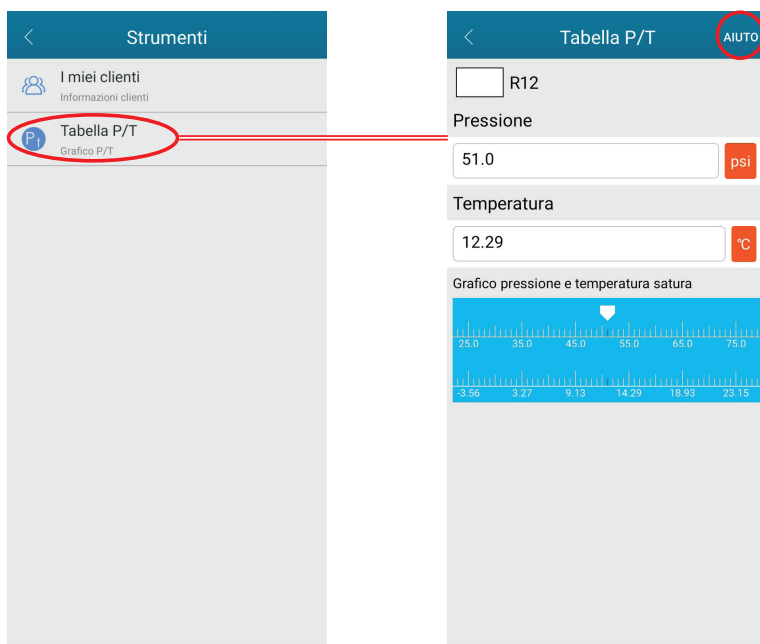 Strumenti
I miei clienti
Informazioni clienti
Pt
Tabella P/T
Grafico P/T
Tabella P/T
AIUTO
R12
Pressione
51.0
psi
Temperatura
12.29
°C
Grafico pressione e temperatura satura
25.0 35.0 45.0 55.0 65.0 75.0
-3.56 3.27 9.13 14.29 18.93 23.15